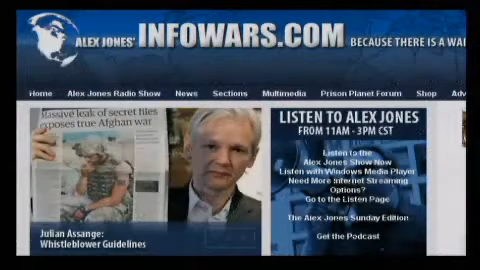 ALEX JONES' INFOWARS.COM BECAUSE THERE IS A WAR
Home Alex Jones Radio Show News Sections Multimedia Prison Planet Forum Shop Adv
Massive leak of secret files
exposes true Afghan war
Julian Assange:
Whistleblower Guidelines
LISTEN TO ALEX JONES
FROM 11AM - 3PM CST
Listen to the
Alex Jones Show Now
Listen with Windows Media Player
Need More Internet Streaming
Options?
Go to the Listen Page
The Alex Jones Sunday Edition
Get the Podcast